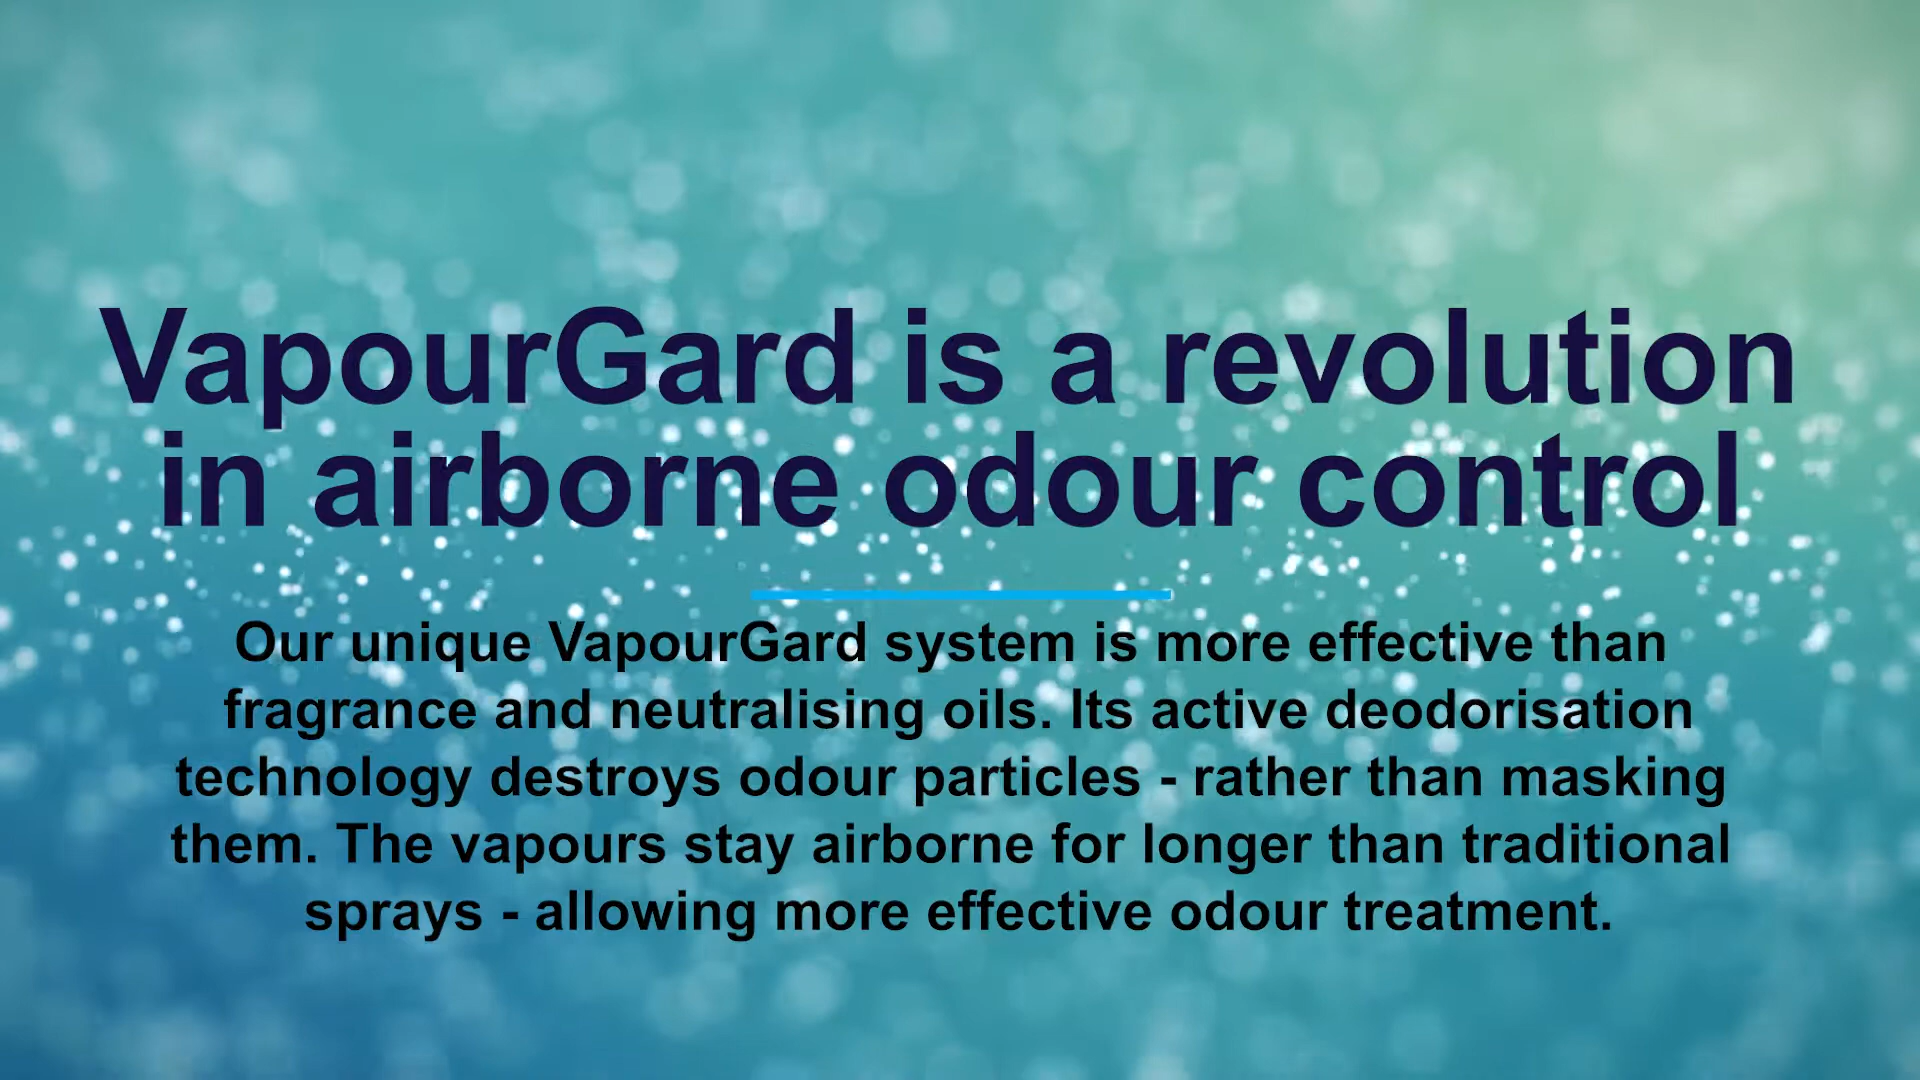 VapourGard is a revolution
in airborne odour control
Our unique VapourGard system is more effective than
fragrance and neutralising oils. Its active deodorisation
technology destroys odour particles - rather than masking
them. The vapours stay airborne for longer than traditional
sprays - allowing more effective odour treatment.